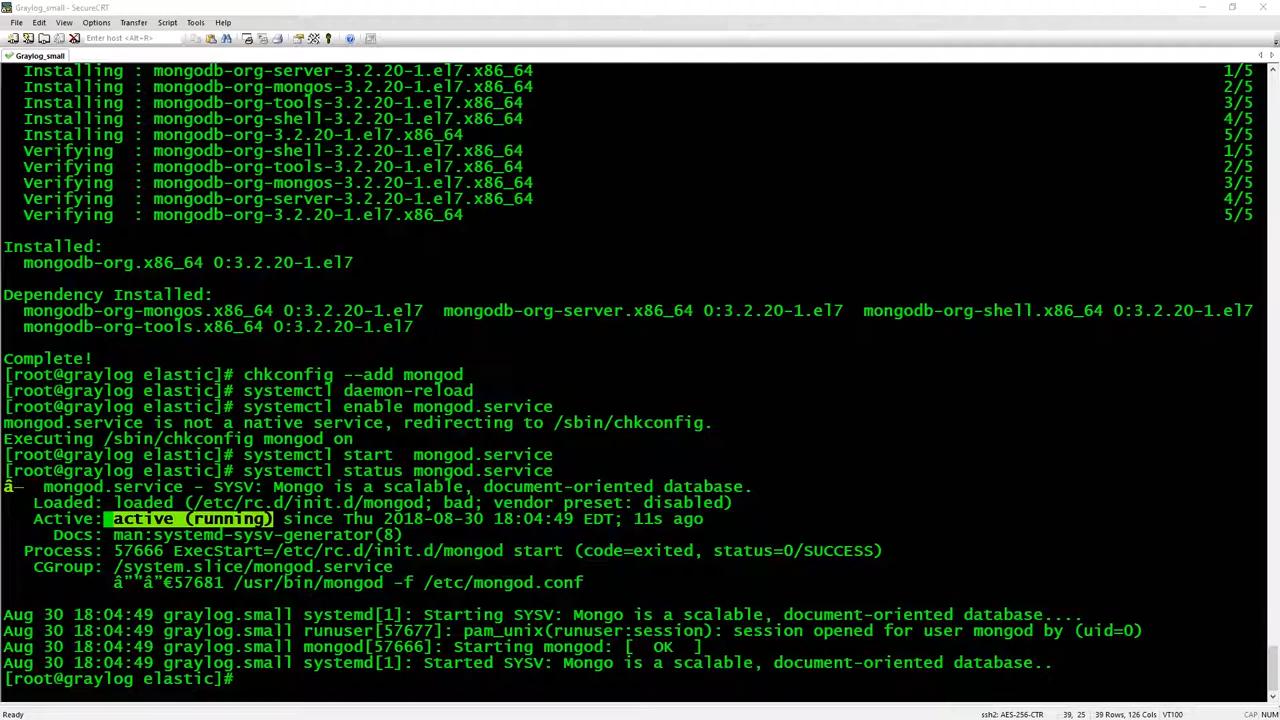 Graylog_small - SecureCRT
File Edit View Options Transfer Script Tools Help
Enter host <Alt+R>
Graylog_small
Installing : mongodb-org-server-3.2.20-1.el7.x86_64 1/5
Installing : mongodb-org-mongos-3.2.20-1.el7.x86_64 2/5
Installing : mongodb-org-tools-3.2.20-1.el7.x86_64 3/5
Installing : mongodb-org-shell-3.2.20-1.el7.x86_64 4/5
Installing : mongodb-org-3.2.20-1.el7.x86_64 5/5
Verifying : mongodb-org-shell-3.2.20-1.el7.x86_64 1/5
Verifying : mongodb-org-tools-3.2.20-1.el7.x86_64 2/5
Verifying : mongodb-org-mongos-3.2.20-1.el7.x86_64 3/5
Verifying : mongodb-org-server-3.2.20-1.el7.x86_64 4/5
Verifying : mongodb-org-3.2.20-1.el7.x86_64 5/5
Installed:
mongodb-org.x86_64 0:3.2.20-1.el7
Dependency Installed:
mongodb-org-mongos.x86_64 0:3.2.20-1.el7 mongodb-org-server.x86_64 0:3.2.20-1.el7 mongodb-org-shell.x86_64 0:3.2.20-1.el7
mongodb-org-tools.x86_64 0:3.2.20-1.el7
Complete!
[root@graylog elastic]# chkconfig --add mongod
[root@graylog elastic]# systemctl daemon-reload
[root@graylog elastic]# systemctl enable mongod.service
mongod.service is not a native service, redirecting to /sbin/chkconfig.
Executing /sbin/chkconfig mongod on
[root@graylog elastic]# systemctl start  mongod.service
[root@graylog elastic]# systemctl status mongod.service
â— mongod.service - SYSV: Mongo is a scalable, document-oriented database.
Loaded: loaded (/etc/rc.d/init.d/mongod; bad; vendor preset: disabled)
Active: active (running) since Thu 2018-08-30 18:04:49 EDT; 11s ago
Docs: man:systemd-sysv-generator(8)
Process: 57666 ExecStart=/etc/rc.d/init.d/mongod start (code=exited, status=0/SUCCESS)
CGroup: /system.slice/mongod.service
â""â"€57681 /usr/bin/mongod -f /etc/mongod.conf
Aug 30 18:04:49 graylog.small systemd[1]: Starting SYSV: Mongo is a scalable, document-oriented database....
Aug 30 18:04:49 graylog.small runuser[57677]: pam_unix(runuser:session): session opened for user mongod by (uid=0)
Aug 30 18:04:49 graylog.small mongod[57666]: Starting mongod: [  OK  ]
Aug 30 18:04:49 graylog.small systemd[1]: Started SYSV: Mongo is a scalable, document-oriented database..
[root@graylog elastic]#
Ready ssh2: AES-256-CTR 39, 25 39 Rows, 126 Cols VT100 CAP NUM